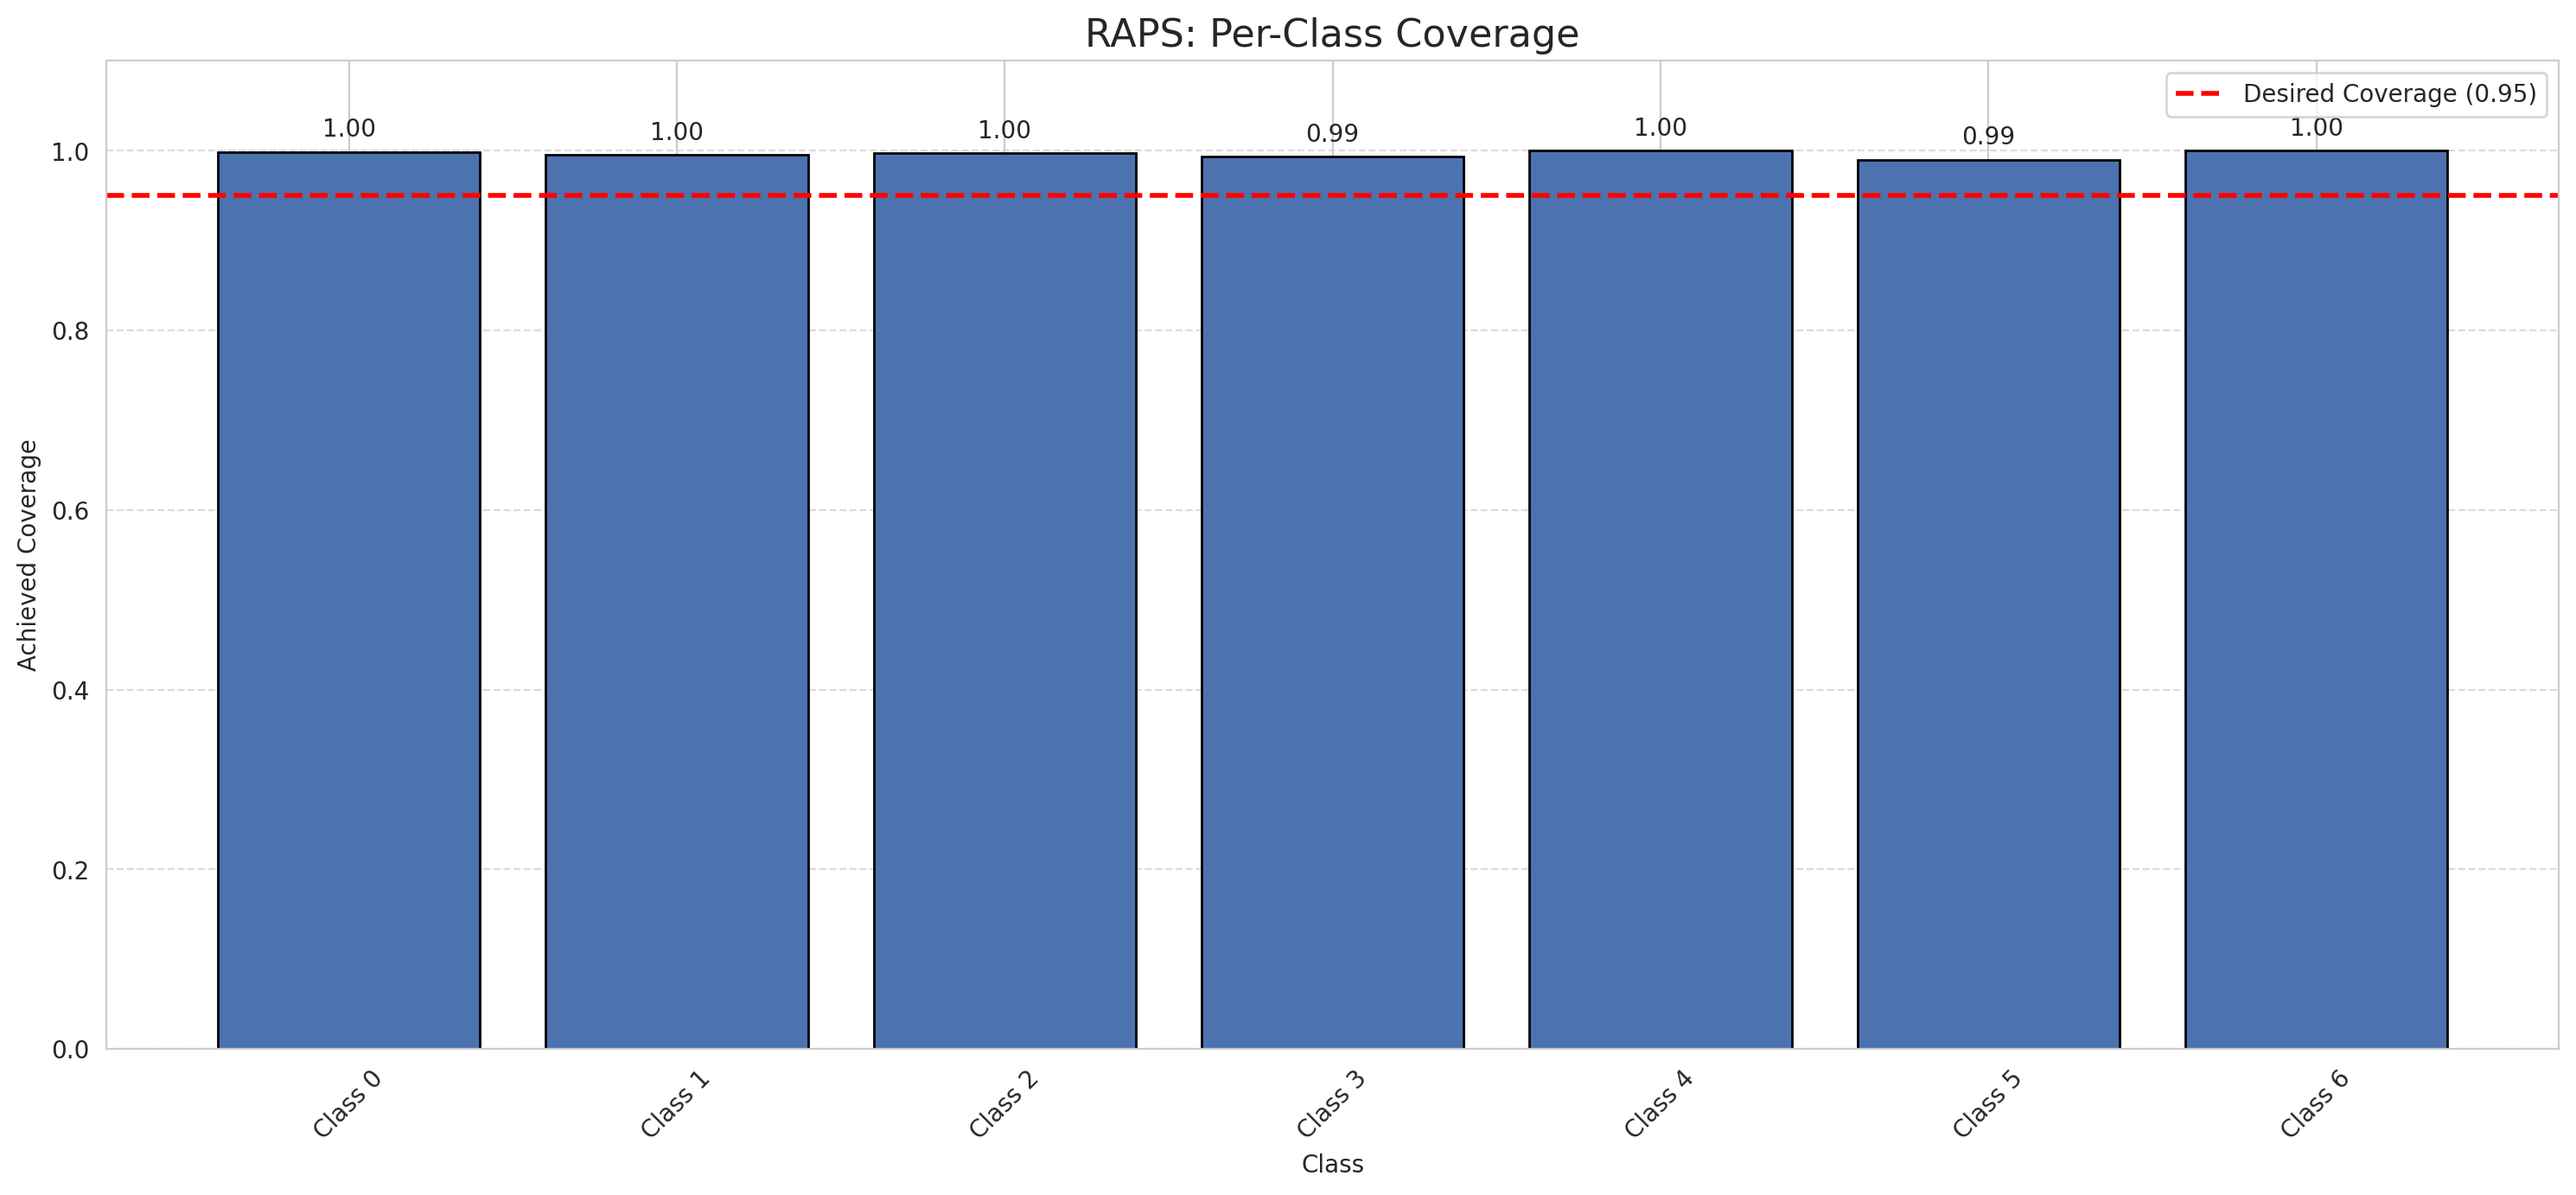 RAPS: Per-Class Coverage
Desired Coverage (0.95)
1.00
1.00
1.00
0.99
1.00
0.99
1.00
1.0
0.8
0.6
0.4
0.2
0.0
Achieved Coverage
Class 0
Class 1
Class 2
Class 3
Class 4
Class 5
Class 6
Class